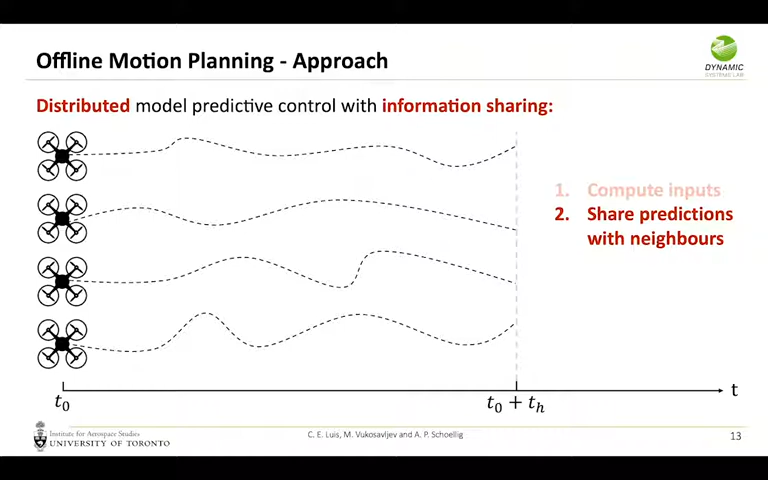 Offline Motion Planning - Approach
DYNAMIC
SYSTEMS LAB
Distributed model predictive control with information sharing:
1. Compute inputs
2. Share predictions
with neighbours
t
t₀
t₀ + tₕ
Institute for Aerospace Studies
UNIVERSITY OF TORONTO
C. E. Luis, M. Vukosavljev and A. P. Schoellig
13